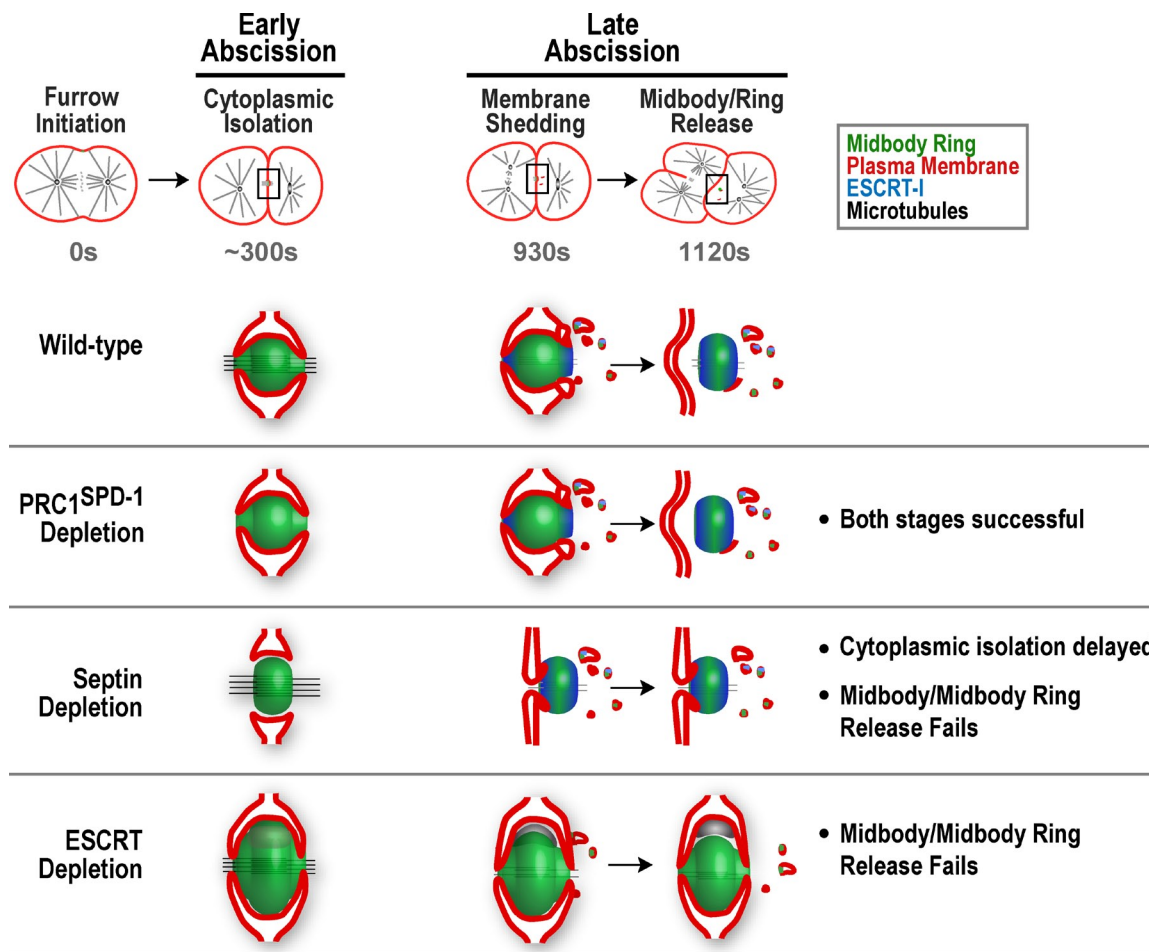 Early
Abscission
Late
Abscission
Furrow
Initiation
Cytoplasmic
Isolation
Membrane
Shedding
Midbody/Ring
Release
0s
~300s
930s
1120s
Midbody Ring
Plasma Membrane
ESCRT-I
Microtubules
Wild-type
PRC1SPD-1
Depletion
• Both stages successful
Septin
Depletion
• Cytoplasmic isolation delayed
• Midbody/Midbody Ring
Release Fails
ESCRT
Depletion
• Midbody/Midbody Ring
Release Fails